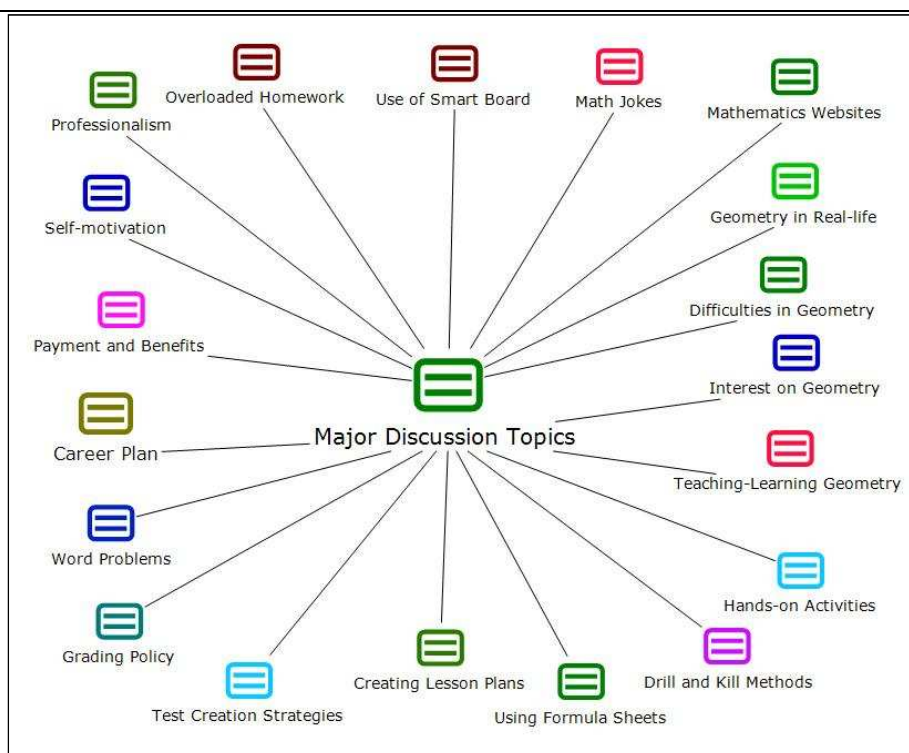 Overloaded Homework
Use of Smart Board
Math Jokes
Mathematics Websites
Professionalism
Geometry in Real-life
Self-motivation
Difficulties in Geometry
Payment and Benefits
Interest on Geometry
Major Discussion Topics
Career Plan
Teaching-Learning Geometry
Word Problems
Hands-on Activities
Grading Policy
Creating Lesson Plans
Drill and Kill Methods
Test Creation Strategies
Using Formula Sheets